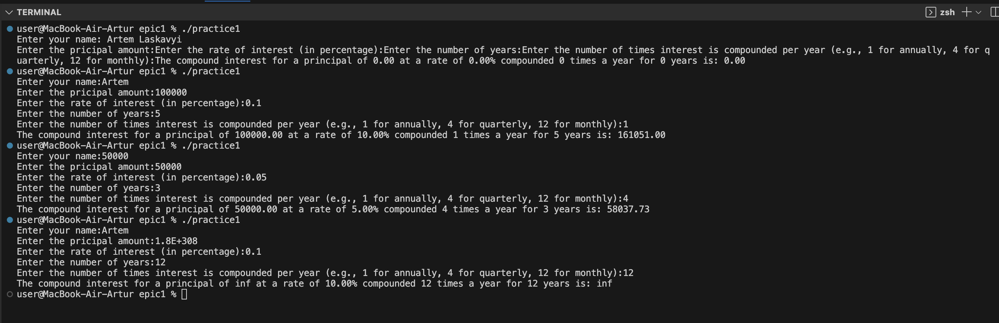 TERMINAL
zsh
user@MacBook-Air-Artur epic1 % ./practice1
Enter your name: Artem Laskavyi
Enter the pricipal amount:Enter the rate of interest (in percentage):Enter the number of years:Enter the number of times interest is compounded per year (e.g., 1 for annually, 4 for q
uarterly, 12 for monthly):The compound interest for a principal of 0.00 at a rate of 0.00% compounded 0 times a year for 0 years is: 0.00
user@MacBook-Air-Artur epic1 % ./practice1
Enter your name:Artem
Enter the pricipal amount:100000
Enter the rate of interest (in percentage):0.1
Enter the number of years:5
Enter the number of times interest is compounded per year (e.g., 1 for annually, 4 for quarterly, 12 for monthly):1
The compound interest for a principal of 100000.00 at a rate of 10.00% compounded 1 times a year for 5 years is: 161051.00
user@MacBook-Air-Artur epic1 % ./practice1
Enter your name:50000
Enter the pricipal amount:50000
Enter the rate of interest (in percentage):0.05
Enter the number of years:3
Enter the number of times interest is compounded per year (e.g., 1 for annually, 4 for quarterly, 12 for monthly):4
The compound interest for a principal of 50000.00 at a rate of 5.00% compounded 4 times a year for 3 years is: 58037.73
user@MacBook-Air-Artur epic1 % ./practice1
Enter your name:Artem
Enter the pricipal amount:1.8E+308
Enter the rate of interest (in percentage):0.1
Enter the number of years:12
Enter the number of times interest is compounded per year (e.g., 1 for annually, 4 for quarterly, 12 for monthly):12
The compound interest for a principal of inf at a rate of 10.00% compounded 12 times a year for 12 years is: inf
user@MacBook-Air-Artur epic1 %